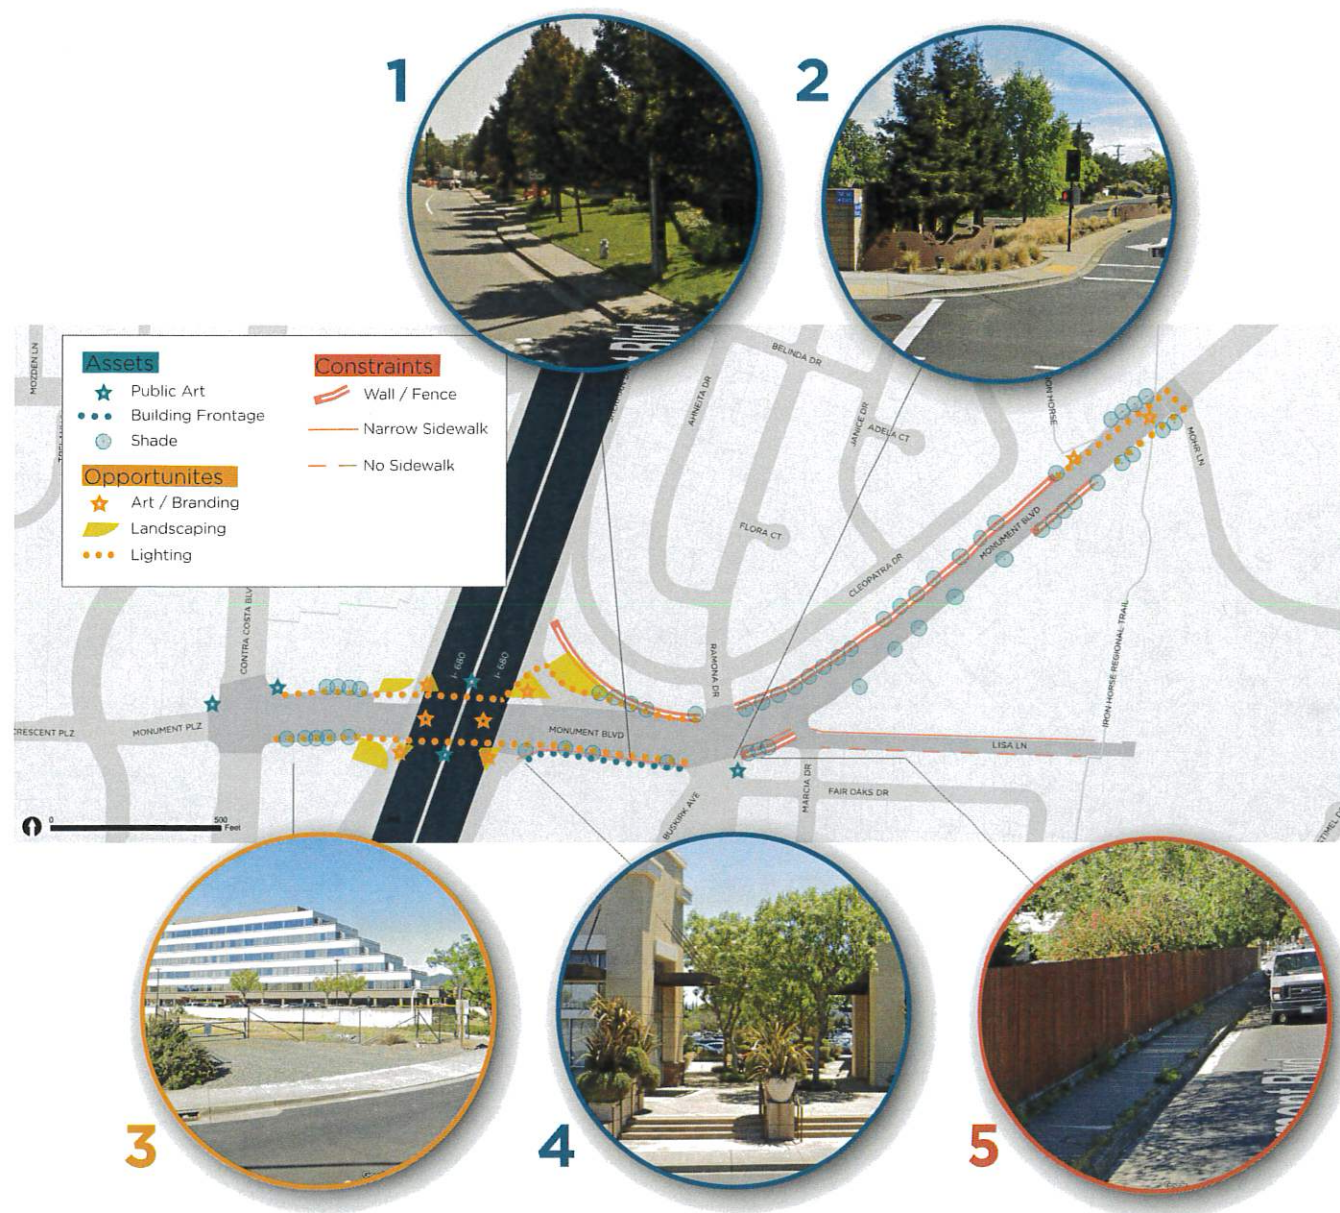 1
2
Assets
Public Art
Building Frontage
Shade
Opportunites
Art / Branding
Landscaping
Lighting
Constraints
Wall / Fence
Narrow Sidewalk
No Sidewalk
MOZDEN LN
BELINDA DR
AHNEITA DR
JANICE DR
ADELA CT
FLORA CT
CLEOPATRA DR
MONUMENT BLVD
MOHR LN
IRON HORSE REGIONAL TRAIL
CONTRA COSTA BLV
I-680
I-680
RAMONA DR
CRESCENT PLZ
MONUMENT PLZ
MONUMENT BLVD
LISA LN
MARCIA DR
FAIR OAKS DR
BUSKIRK AVE
0
500
Feet
3
4
5